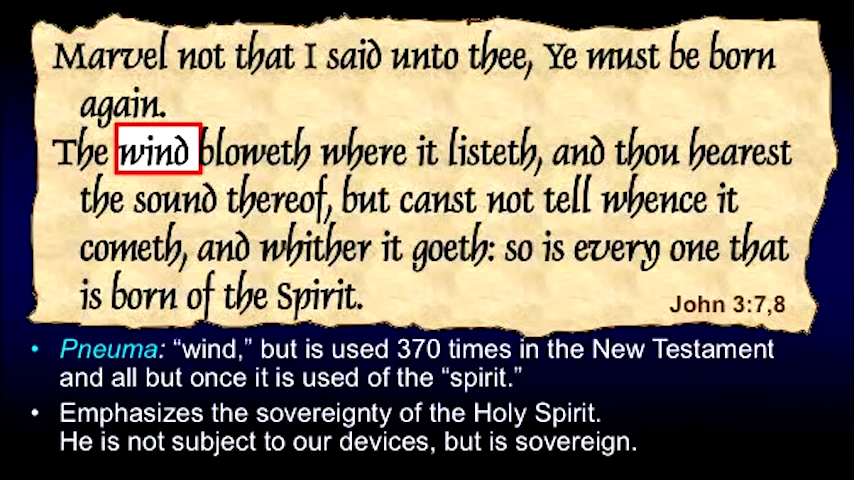 Marvel not that I said unto thee, Ye must be born
again.
The wind bloweth where it listeth, and thou hearest
the sound thereof, but canst not tell whence it
cometh, and whither it goeth: so is every one that
is born of the Spirit.
John 3:7,8
• Pneuma: “wind,” but is used 370 times in the New Testament
and all but once it is used of the “spirit.”
• Emphasizes the sovereignty of the Holy Spirit.
He is not subject to our devices, but is sovereign.